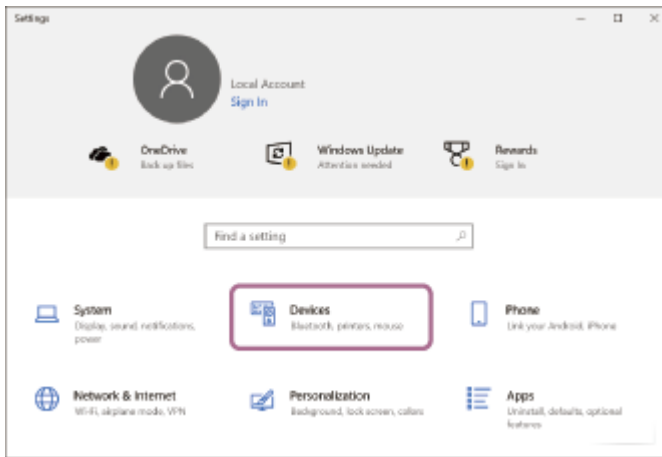 Settings
Local Account
Sign In
OneDrive
Back up files
Windows Update
Attention needed
Rewards
Sign In
Find a setting
System
Display, sound, notifications,
power
Devices
Bluetooth, printers, mouse
Phone
Link your Android, iPhone
Network & Internet
Wi-Fi, airplane mode, VPN
Personalization
Background, lock screen, colors
Apps
Uninstall, defaults, optional
features